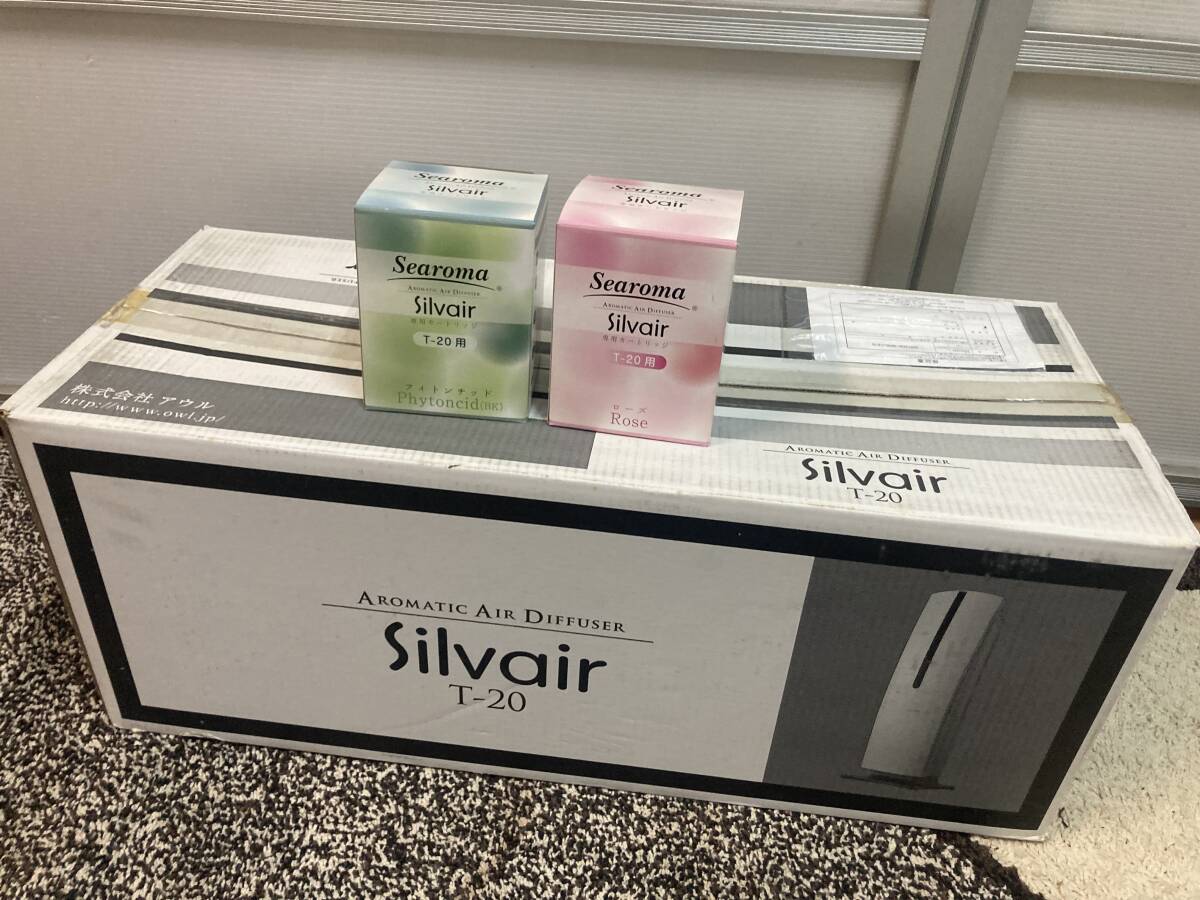 Searoma
Silvair
Searoma
AROMATIC AIR DIFFUSER
Silvair
専用カートリッジ
T-20用
フィトンチッド
Phytoncid(BK)
Searoma
Silvair
Searoma
AROMATIC AIR DIFFUSER
Silvair
専用カートリッジ
T-20用
ローズ
Rose
株式会社 アウル
http://www.owl.jp/
AROMATIC AIR DIFFUSER
Silvair
T-20
AROMATIC AIR DIFFUSER
Silvair
T-20